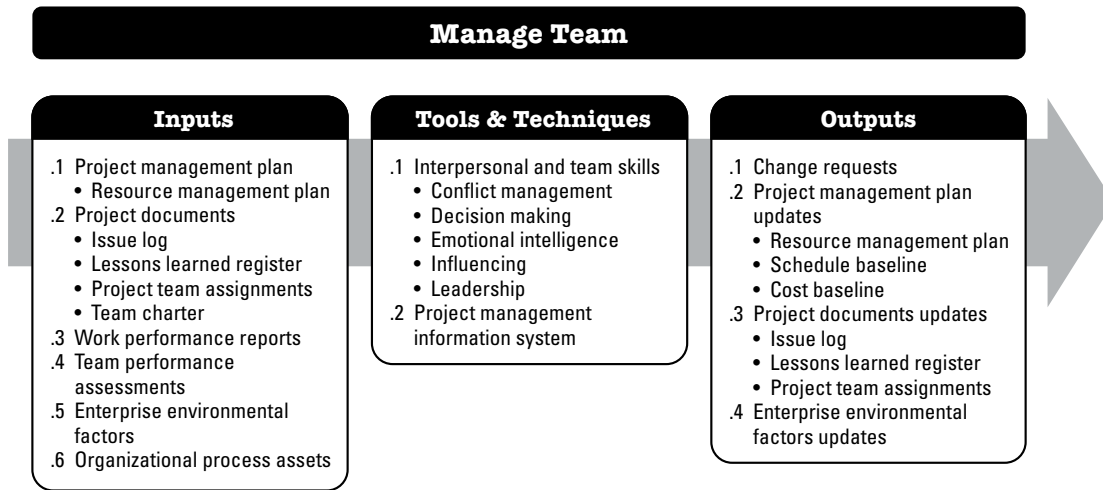 Manage Team
Inputs
.1 Project management plan
• Resource management plan
.2 Project documents
• Issue log
• Lessons learned register
• Project team assignments
• Team charter
.3 Work performance reports
.4 Team performance
assessments
.5 Enterprise environmental
factors
.6 Organizational process assets
Tools & Techniques
.1 Interpersonal and team skills
• Conflict management
• Decision making
• Emotional intelligence
• Influencing
• Leadership
.2 Project management
information system
Outputs
.1 Change requests
.2 Project management plan
updates
• Resource management plan
• Schedule baseline
• Cost baseline
.3 Project documents updates
• Issue log
• Lessons learned register
• Project team assignments
.4 Enterprise environmental
factors updates